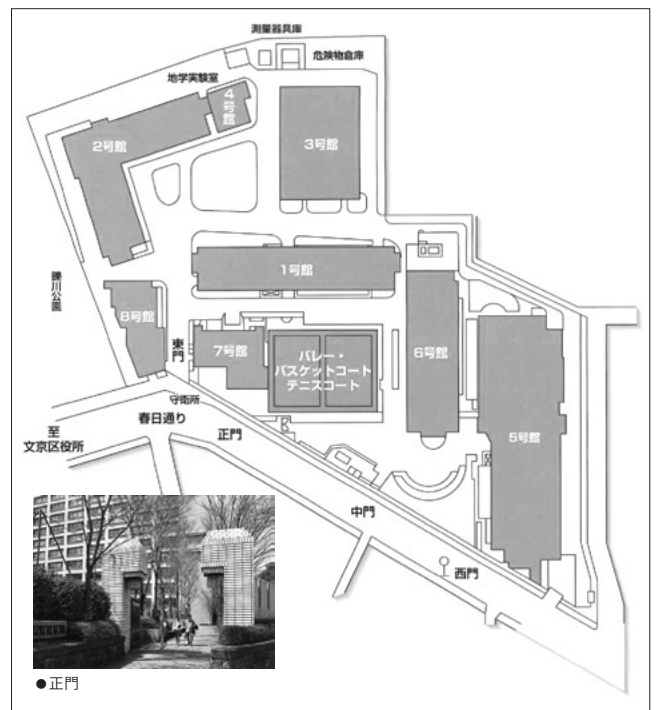 測量器具庫
危険物倉庫
地学実験室
4号館
2号館
3号館
1号館
礫川公園
8号館
東門
7号館
バレー・
バスケットコート
テニスコート
6号館
5号館
守衛所
春日通り
正門
至
文京区役所
中門
西門
●正門